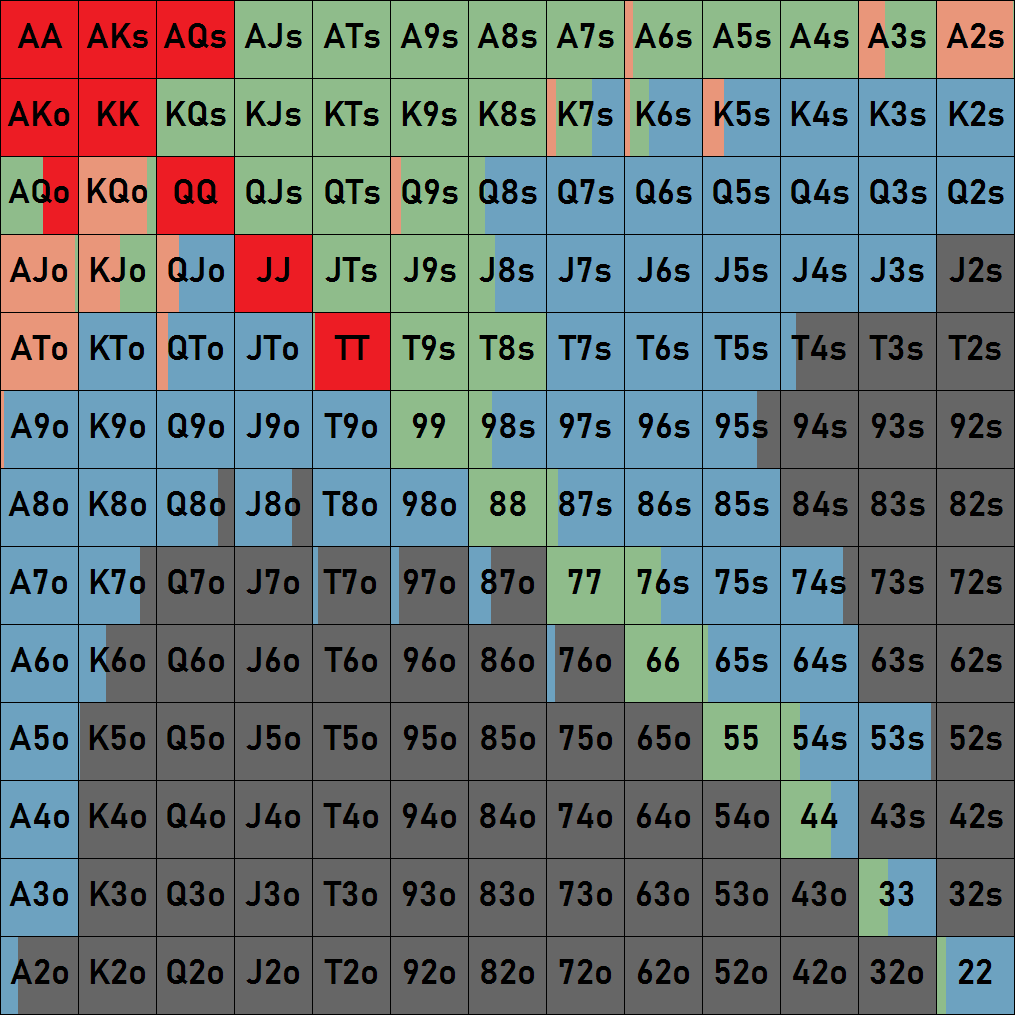 AA AKs AQs AJs ATs A9s A8s A7s A6s A5s A4s A3s A2s
AKo KK KQs KJs KTs K9s K8s K7s K6s K5s K4s K3s K2s
AQo KQo QQ QJs QTs Q9s Q8s Q7s Q6s Q5s Q4s Q3s Q2s
AJo KJo QJo JJ JTs J9s J8s J7s J6s J5s J4s J3s J2s
ATo KTo QTo JTo TT T9s T8s T7s T6s T5s T4s T3s T2s
A9o K9o Q9o J9o T9o 99 98s 97s 96s 95s 94s 93s 92s
A8o K8o Q8o J8o T8o 98o 88 87s 86s 85s 84s 83s 82s
A7o K7o Q7o J7o T7o 97o 87o 77 76s 75s 74s 73s 72s
A6o K6o Q6o J6o T6o 96o 86o 76o 66 65s 64s 63s 62s
A5o K5o Q5o J5o T5o 95o 85o 75o 65o 55 54s 53s 52s
A4o K4o Q4o J4o T4o 94o 84o 74o 64o 54o 44 43s 42s
A3o K3o Q3o J3o T3o 93o 83o 73o 63o 53o 43o 33 32s
A2o K2o Q2o J2o T2o 92o 82o 72o 62o 52o 42o 32o 22